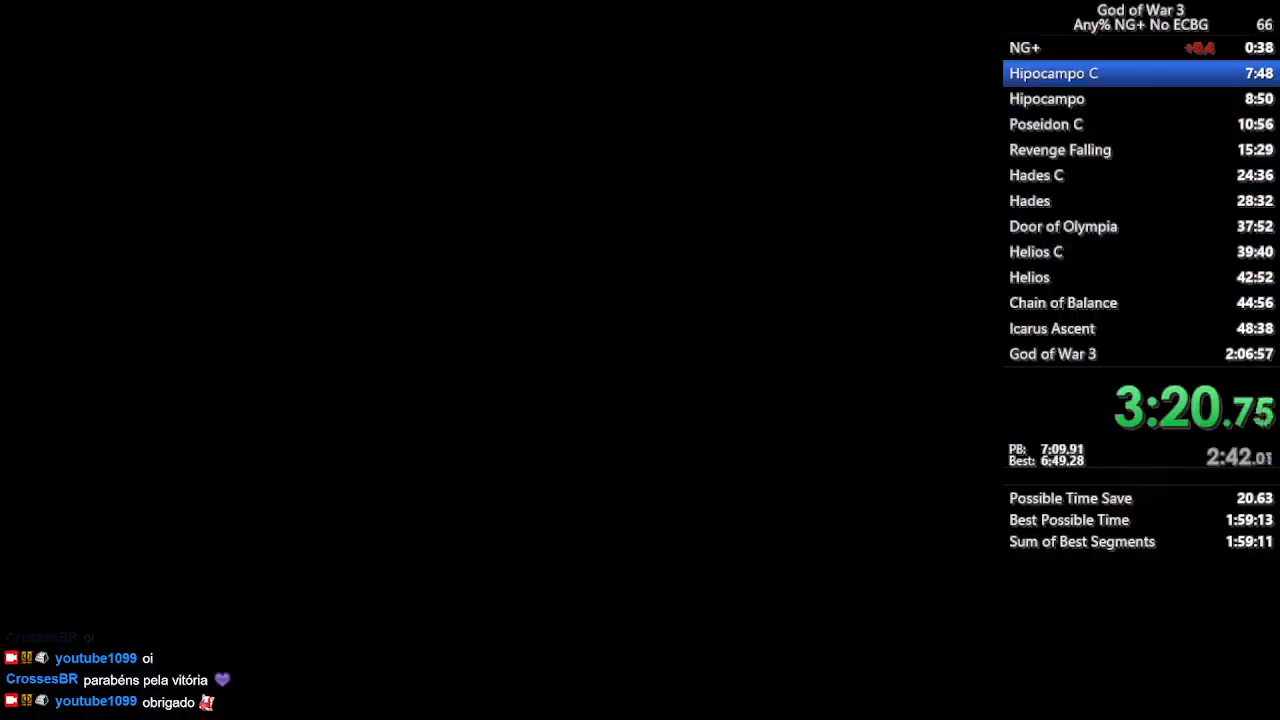 God of War 3
Any% NG+ No ECBG 66
NG+ 0:38
Hipocampo C 7:48
Hipocampo 8:50
Poseidon C 10:56
Revenge Falling 15:29
Hades C 24:36
Hades 28:32
Door of Olympia 37:52
Helios C 39:40
Helios 42:52
Chain of Balance 44:56
Icarus Ascent 48:38
God of War 3 2:06:57
3:20.75
PB: 7:09.91
Best: 6:49.28
2:42.01
Possible Time Save 20.63
Best Possible Time 1:59:13
Sum of Best Segments 1:59:11
CrossesBR oi
youtube1099 oi
CrossesBR parabéns pela vitória
youtube1099 obrigado